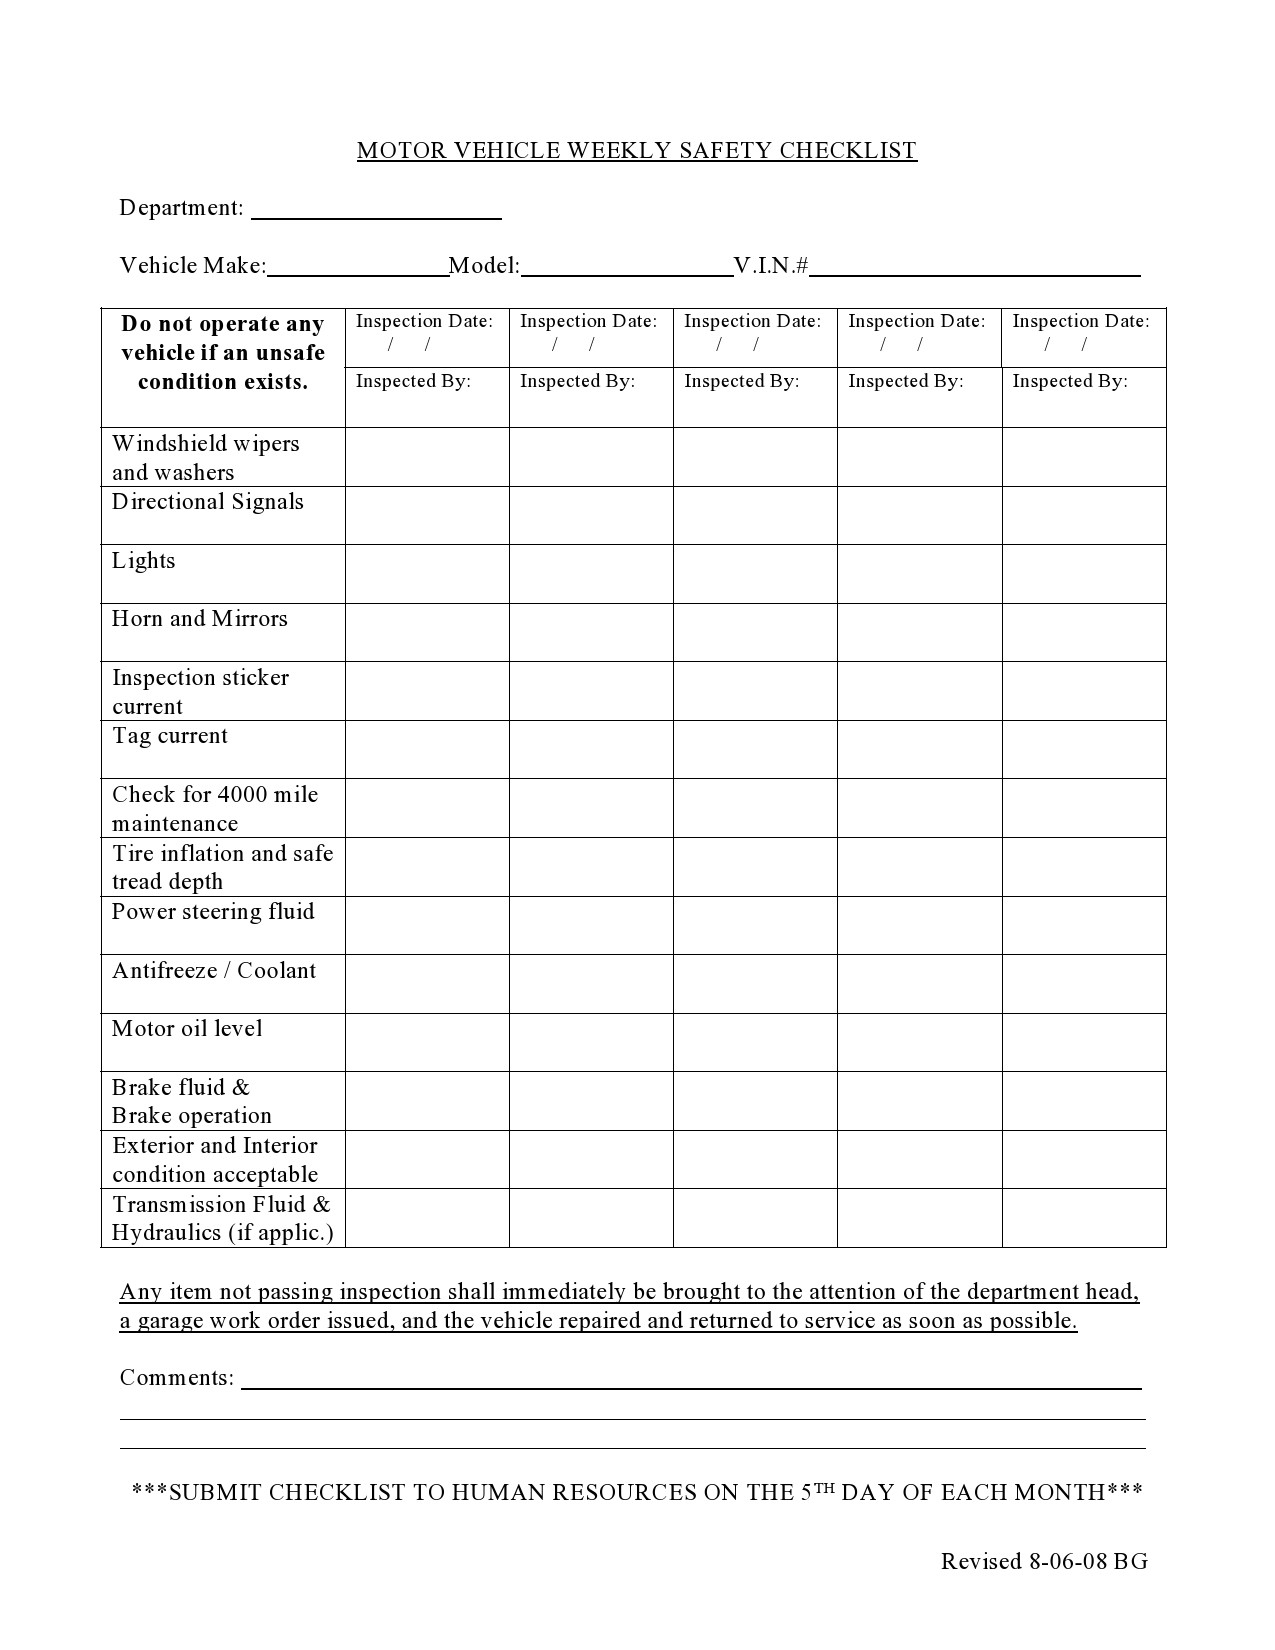 MOTOR VEHICLE WEEKLY SAFETY CHECKLIST
Department:
Vehicle Make: Model: V.I.N.#
Do not operate any
vehicle if an unsafe
condition exists.
Inspection Date: Inspection Date: Inspection Date: Inspection Date: Inspection Date:
/ / / / / / / / / /
Inspected By: Inspected By: Inspected By: Inspected By: Inspected By:
Windshield wipers
and washers
Directional Signals
Lights
Horn and Mirrors
Inspection sticker
current
Tag current
Check for 4000 mile
maintenance
Tire inflation and safe
tread depth
Power steering fluid
Antifreeze / Coolant
Motor oil level
Brake fluid &
Brake operation
Exterior and Interior
condition acceptable
Transmission Fluid &
Hydraulics (if applic.)
Any item not passing inspection shall immediately be brought to the attention of the department head,
a garage work order issued, and the vehicle repaired and returned to service as soon as possible.
Comments:
***SUBMIT CHECKLIST TO HUMAN RESOURCES ON THE 5TH DAY OF EACH MONTH***
Revised 8-06-08 BG